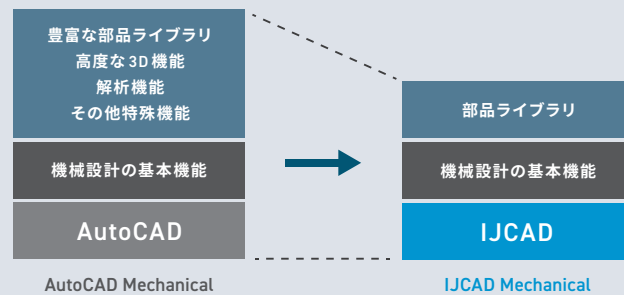 豊富な部品ライブラリ
高度な3D機能
解析機能
その他特殊機能
機械設計の基本機能
AutoCAD
AutoCAD Mechanical
部品ライブラリ
機械設計の基本機能
IJCAD
IJCAD Mechanical